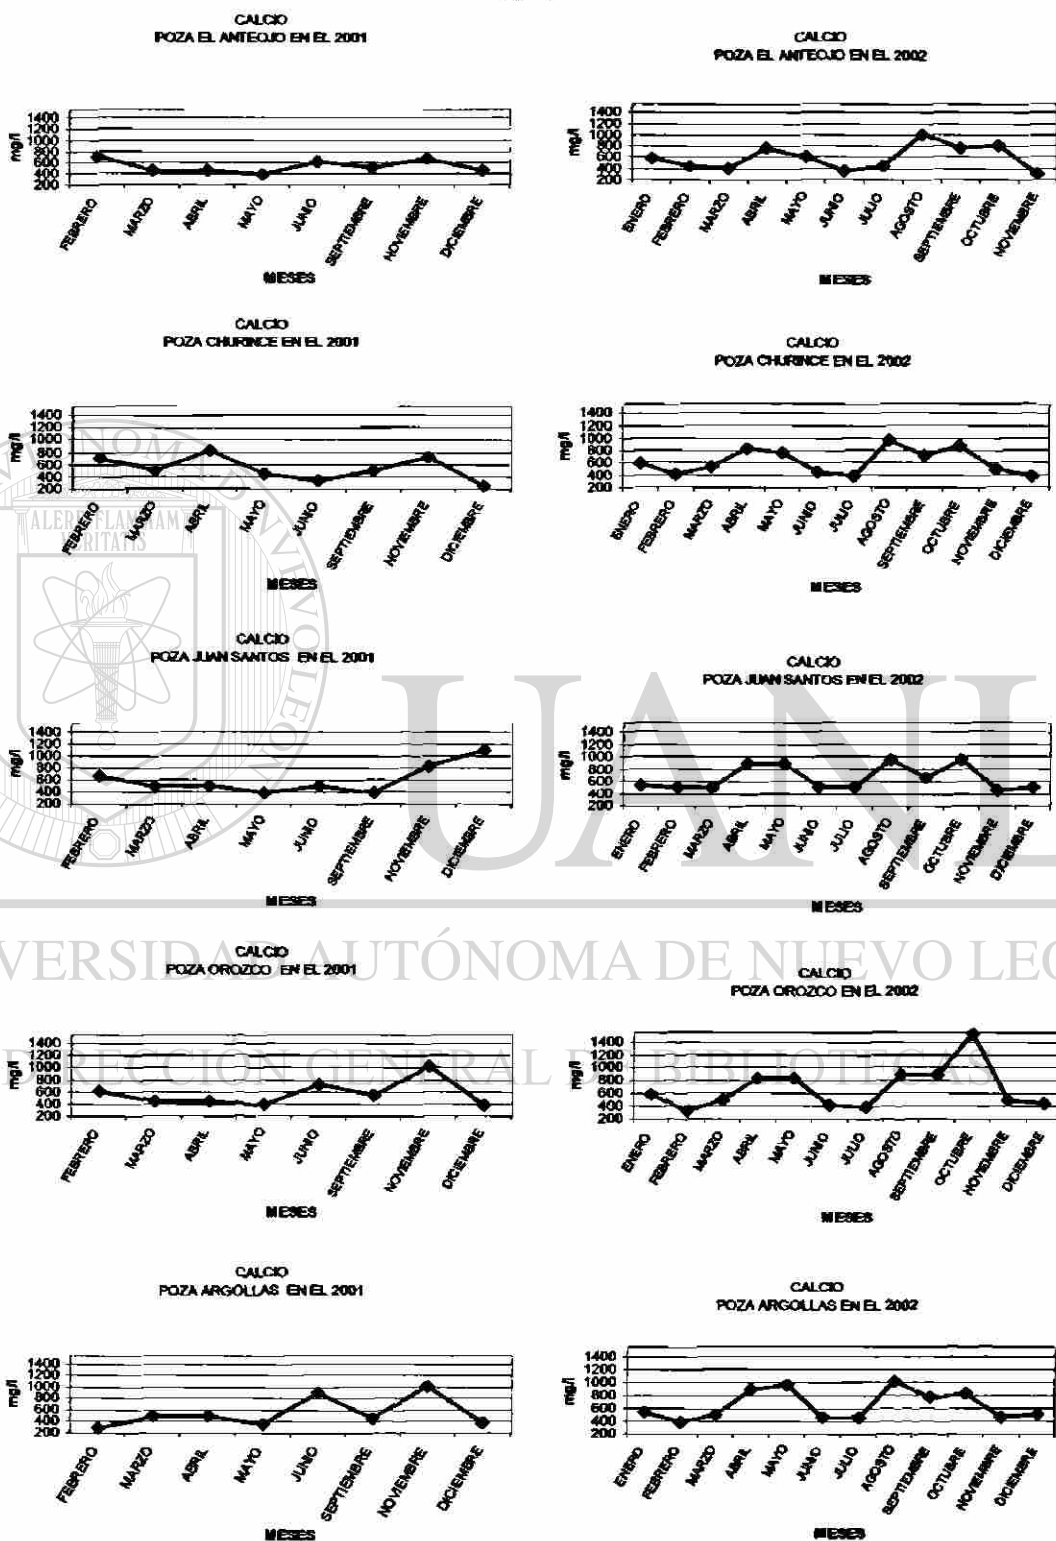 CALCIO
POZA EL ANTEOJO EN EL 2001
mg/l
1400
1200
1000
800
600
400
200
FEBRERO
MARZO
ABRIL
MAYO
JUNIO
SEPTIEMBRE
NOVIEMBRE
DICIEMBRE
MESES
CALCIO
POZA EL ANTEOJO EN EL 2002
mg/l
1400
1200
1000
800
600
400
200
ENERO
FEBRERO
MARZO
ABRIL
MAYO
JUNIO
JULIO
AGOSTO
SEPTIEMBRE
OCTUBRE
NOVIEMBRE
MESES
CALCIO
POZA CHURINCE EN EL 2001
mg/l
1400
1200
1000
800
600
400
200
FEBRERO
MARZO
ABRIL
MAYO
JUNIO
SEPTIEMBRE
NOVIEMBRE
DICIEMBRE
MESES
CALCIO
POZA CHURINCE EN EL 2002
mg/l
1400
1200
1000
800
600
400
200
ENERO
FEBRERO
MARZO
ABRIL
MAYO
JUNIO
JULIO
AGOSTO
SEPTIEMBRE
OCTUBRE
NOVIEMBRE
DICIEMBRE
MESES
ALERE FLAMMAM
VERITATIS
CALCIO
POZA JUAN SANTOS EN EL 2001
mg/l
1400
1200
1000
800
600
400
200
FEBRERO
MARZO
ABRIL
MAYO
JUNIO
SEPTIEMBRE
NOVIEMBRE
DICIEMBRE
MESES
CALCIO
POZA JUAN SANTOS EN EL 2002
mg/l
1400
1200
1000
800
600
400
200
ENERO
FEBRERO
MARZO
ABRIL
MAYO
JUNIO
JULIO
AGOSTO
SEPTIEMBRE
OCTUBRE
NOVIEMBRE
DICIEMBRE
MESES
UANL
VERSIDAD AUTÓNOMA DE NUEVO LEÓ
DIRECCIÓN GENERAL DE BIBLIOTECAS
CALCIO
POZA OROZCO EN EL 2001
mg/l
1400
1200
1000
800
600
400
200
FEBRERO
MARZO
ABRIL
MAYO
JUNIO
SEPTIEMBRE
NOVIEMBRE
DICIEMBRE
MESES
CALCIO
POZA OROZCO EN EL 2002
mg/l
1400
1200
1000
800
600
400
200
ENERO
FEBRERO
MARZO
ABRIL
MAYO
JUNIO
JULIO
AGOSTO
SEPTIEMBRE
OCTUBRE
NOVIEMBRE
DICIEMBRE
MESES
CALCIO
POZA ARGOLLAS EN EL 2001
mg/l
1400
1200
1000
800
600
400
200
FEBRERO
MARZO
ABRIL
MAYO
JUNIO
SEPTIEMBRE
NOVIEMBRE
DICIEMBRE
MESES
CALCIO
POZA ARGOLLAS EN EL 2002
mg/l
1400
1200
1000
800
600
400
200
ENERO
FEBRERO
MARZO
ABRIL
MAYO
JUNIO
JULIO
AGOSTO
SEPTIEMBRE
OCTUBRE
NOVIEMBRE
DICIEMBRE
MESES